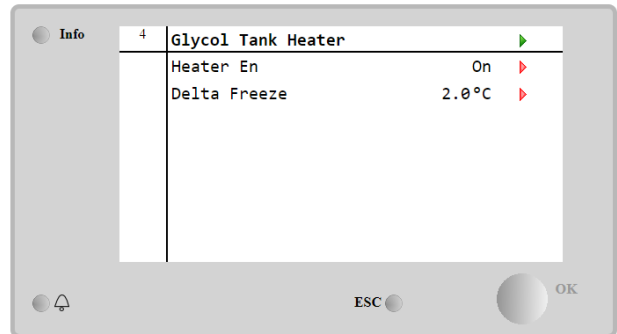 Info
4 Glycol Tank Heater
Heater En On
Delta Freeze 2.0°C
ESC
OK